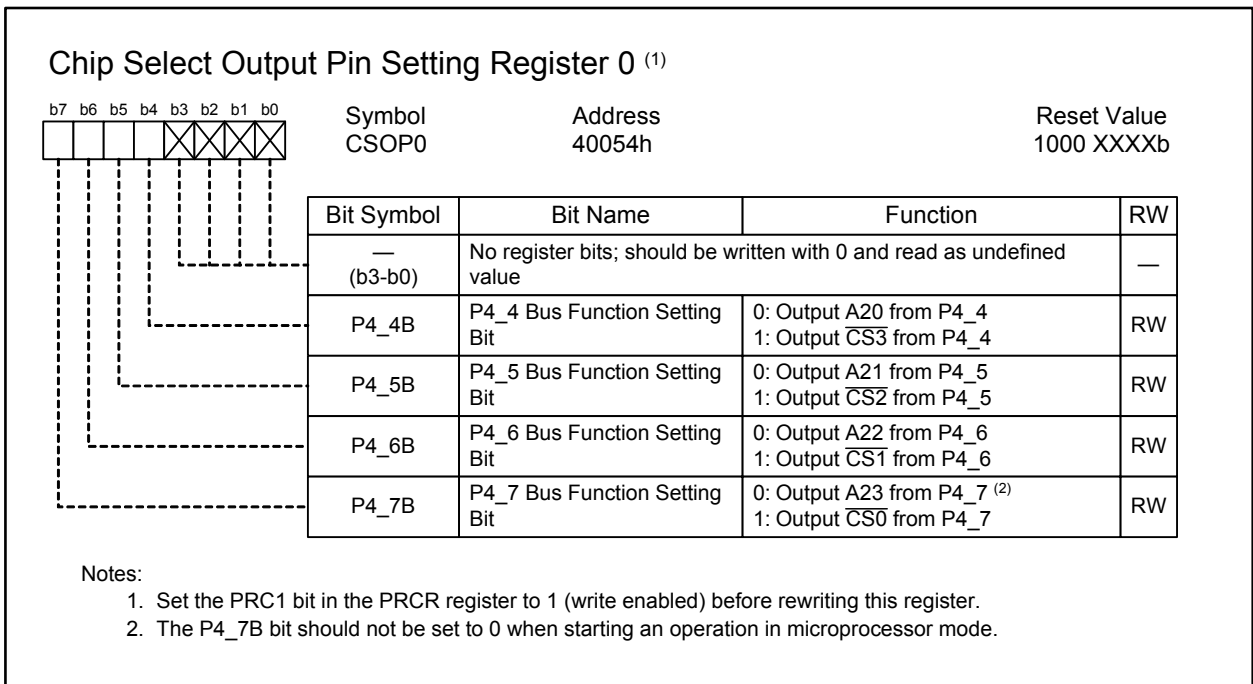 Chip Select Output Pin Setting Register 0 (1)
b7 b6 b5 b4 b3 b2 b1 b0
Symbol Address Reset Value
CSOP0 40054h 1000 XXXXb
Bit Symbol Bit Name Function RW
— (b3-b0) No register bits; should be written with 0 and read as undefined value —
P4_4B P4_4 Bus Function Setting Bit 0: Output A20 from P4_4
1: Output C̅S̅3̅ from P4_4 RW
P4_5B P4_5 Bus Function Setting Bit 0: Output A21 from P4_5
1: Output C̅S̅2̅ from P4_5 RW
P4_6B P4_6 Bus Function Setting Bit 0: Output A22 from P4_6
1: Output C̅S̅1̅ from P4_6 RW
P4_7B P4_7 Bus Function Setting Bit 0: Output A23 from P4_7 (2)
1: Output C̅S̅0̅ from P4_7 RW
Notes:
1. Set the PRC1 bit in the PRCR register to 1 (write enabled) before rewriting this register.
2. The P4_7B bit should not be set to 0 when starting an operation in microprocessor mode.